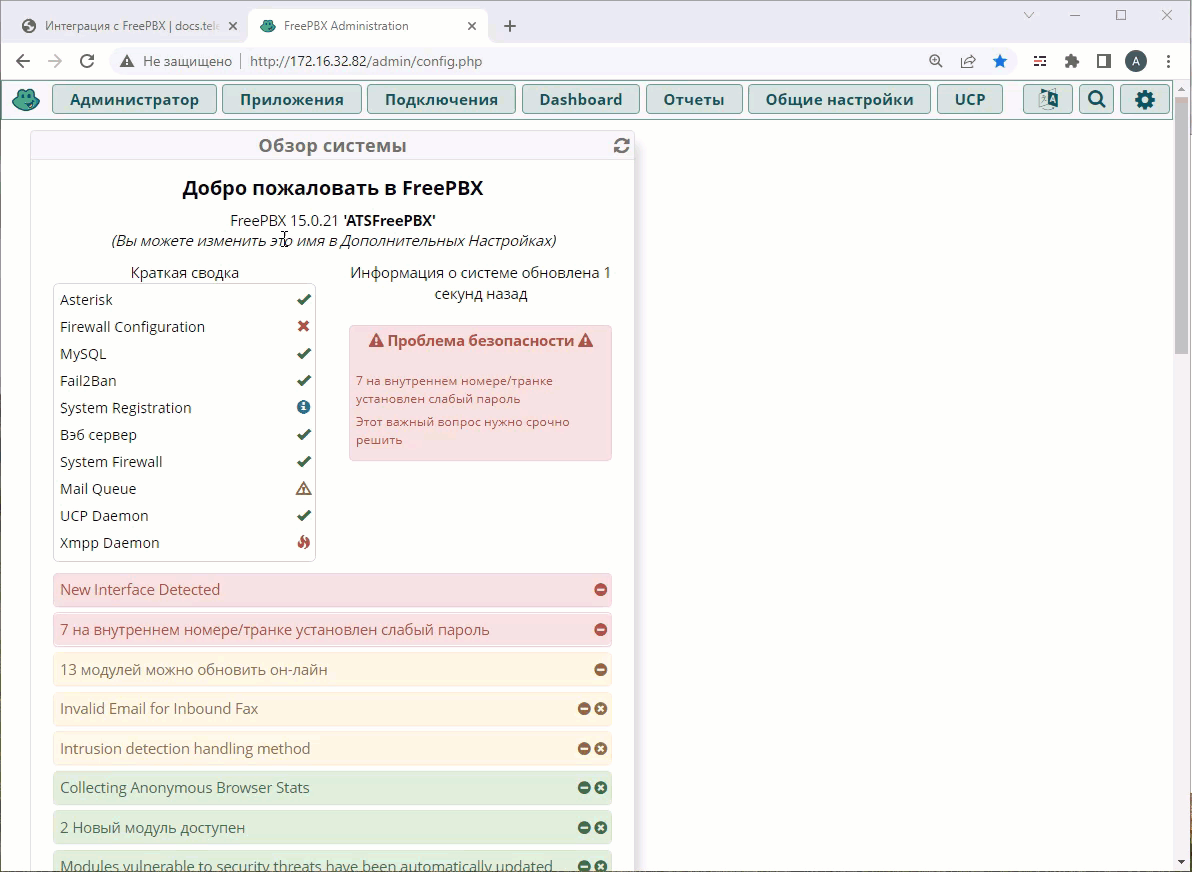 Интеграция с FreePBX | docs.tele
FreePBX Administration
Не защищено
http://172.16.32.82/admin/config.php
A
Администратор
Приложения
Подключения
Dashboard
Отчеты
Общие настройки
UCP
Обзор системы
Добро пожаловать в FreePBX
FreePBX 15.0.21 'ATSFreePBX'
(Вы можете изменить это имя в Дополнительных Настройках)
Краткая сводка
Asterisk
Firewall Configuration
MySQL
Fail2Ban
System Registration
Вэб сервер
System Firewall
Mail Queue
UCP Daemon
Xmpp Daemon
Информация о системе обновлена 1
секунд назад
Проблема безопасности
7 на внутреннем номере/транке
установлен слабый пароль
Этот важный вопрос нужно срочно
решить
New Interface Detected
7 на внутреннем номере/транке установлен слабый пароль
13 модулей можно обновить он-лайн
Invalid Email for Inbound Fax
Intrusion detection handling method
Collecting Anonymous Browser Stats
2 Новый модуль доступен
Modules vulnerable to security threats have been automatically updated